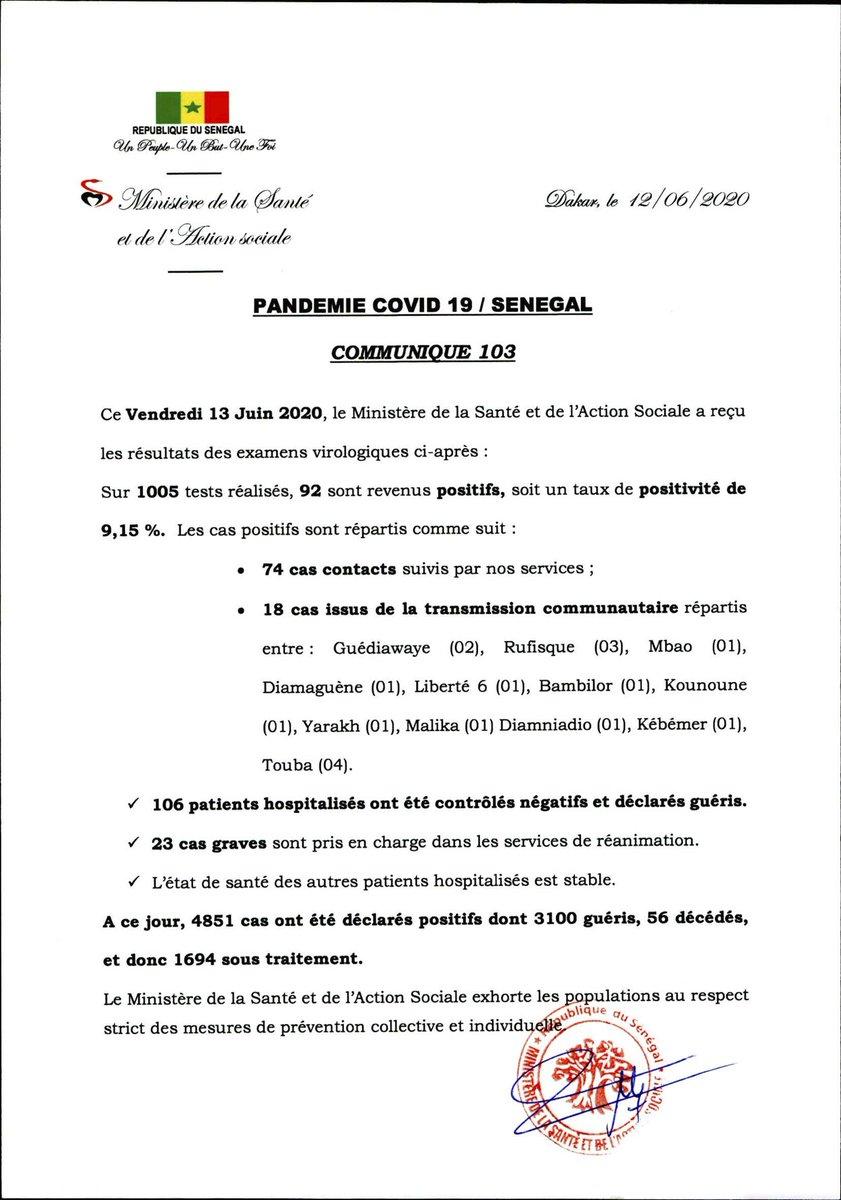 REPUBLIQUE DU SENEGAL
Un Peuple-Un But-Une Foi
Ministère de la Santé
et de l'Action sociale
Dakar, le 12/06/2020
PANDEMIE COVID 19 / SENEGAL
COMMUNIQUE 103
Ce Vendredi 13 Juin 2020, le Ministère de la Santé et de l'Action Sociale a reçu
les résultats des examens virologiques ci-après :
Sur 1005 tests réalisés, 92 sont revenus positifs, soit un taux de positivité de
9,15 %. Les cas positifs sont répartis comme suit :
• 74 cas contacts suivis par nos services ;
• 18 cas issus de la transmission communautaire répartis
entre : Guédiawaye (02), Rufisque (03), Mbao (01),
Diamaguène (01), Liberté 6 (01), Bambilor (01), Kounoune
(01), Yarakh (01), Malika (01) Diamniadio (01), Kébémer (01),
Touba (04).
✓ 106 patients hospitalisés ont été contrôlés négatifs et déclarés guéris.
✓ 23 cas graves sont pris en charge dans les services de réanimation.
✓ L'état de santé des autres patients hospitalisés est stable.
A ce jour, 4851 cas ont été déclarés positifs dont 3100 guéris, 56 décédés,
et donc 1694 sous traitement.
Le Ministère de la Santé et de l'Action Sociale exhorte les populations au respect
strict des mesures de prévention collective et individuelle.
République du Sénégal
MINISTÈRE DE LA SANTÉ ET DE